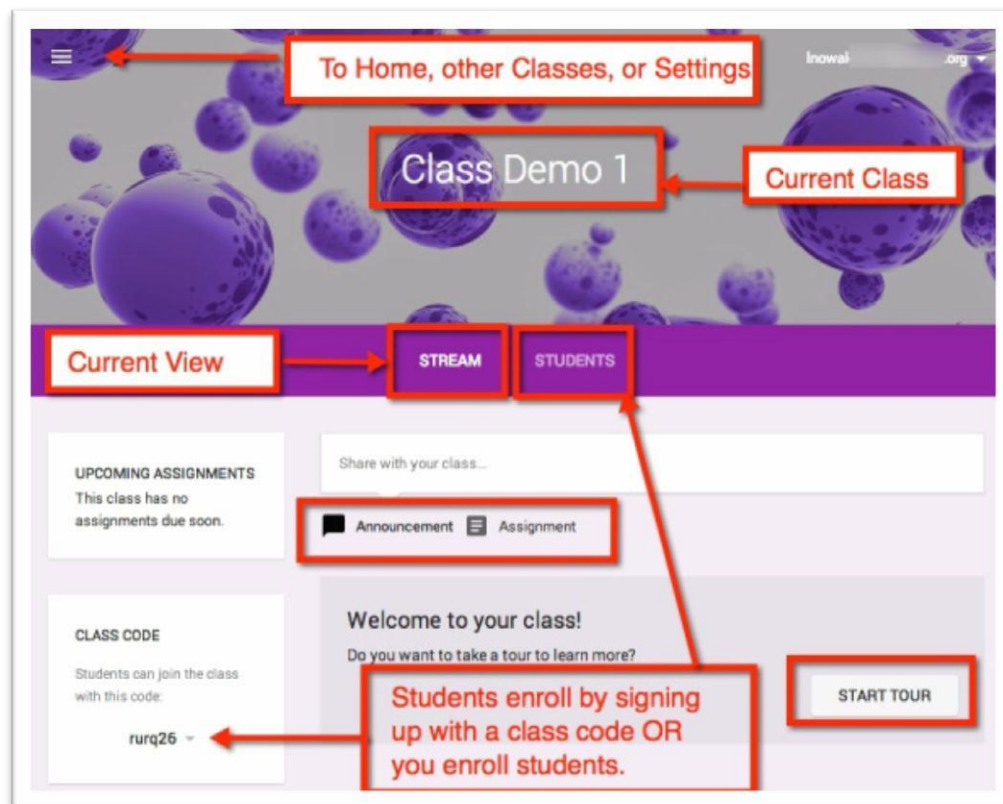 To Home, other Classes, or Settings
.org
Class Demo 1
Current Class
Current View
STREAM
STUDENTS
UPCOMING ASSIGNMENTS
This class has no
assignments due soon.
Share with your class...
Announcement
Assignment
CLASS CODE
Students can join the class
with this code:
rurq26
Welcome to your class!
Do you want to take a tour to learn more?
START TOUR
Students enroll by signing
up with a class code OR
you enroll students.